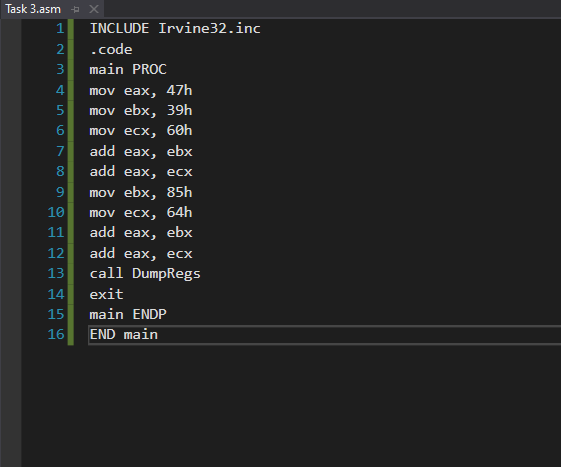 Task 3.asm
1 INCLUDE Irvine32.inc
2 .code
3 main PROC
4 mov eax, 47h
5 mov ebx, 39h
6 mov ecx, 60h
7 add eax, ebx
8 add eax, ecx
9 mov ebx, 85h
10 mov ecx, 64h
11 add eax, ebx
12 add eax, ecx
13 call DumpRegs
14 exit
15 main ENDP
16 END main